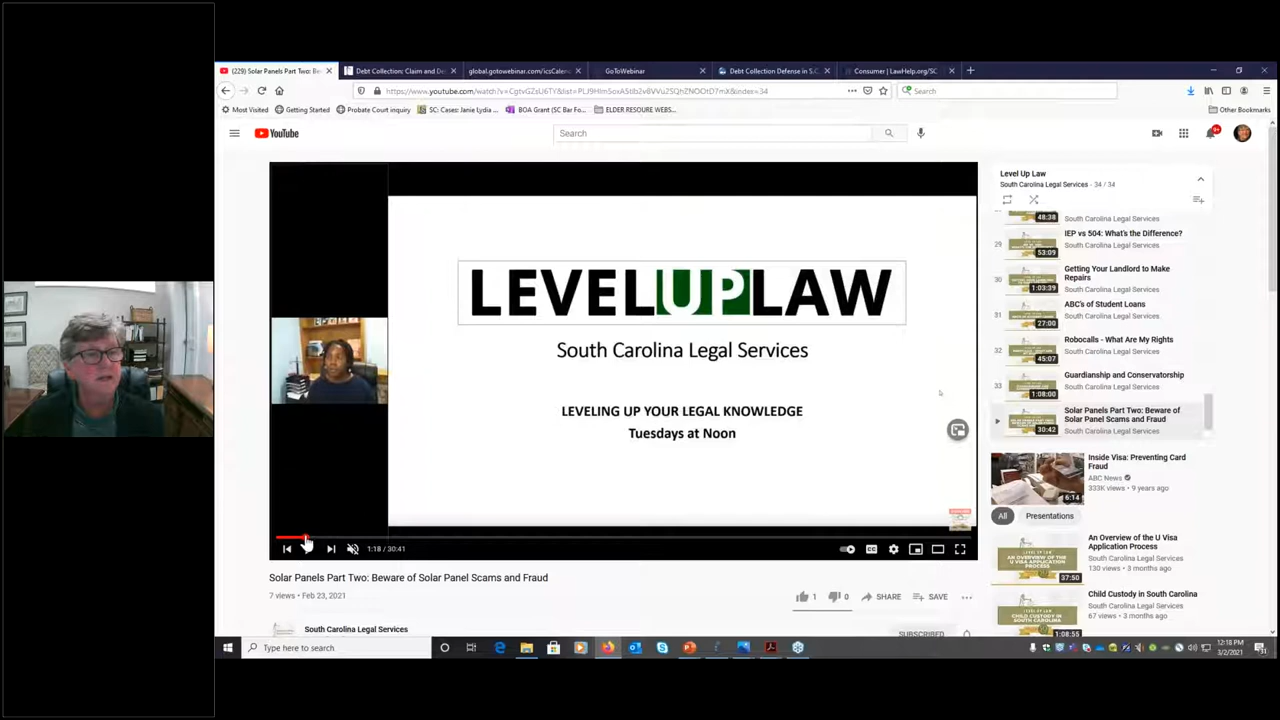 (229) Solar Panels Part Two: Be
Debt Collection: Claim and De
global.gotowebinar.com/icsCalen
GoToWebinar
Debt Collection Defense in S.C
Consumer | LawHelp.org/SC
Search
Most Visited
Getting Started
Probate Court inquiry
SC: Cases: Janie Lydia ...
BOA Grant (SC Bar Fo...
ELDER RESOURE WEBS...
Other Bookmarks
YouTube
Search
9+
LEVELUPLAW
South Carolina Legal Services
LEVELING UP YOUR LEGAL KNOWLEDGE
Tuesdays at Noon
1:18 / 30:41
Solar Panels Part Two: Beware of Solar Panel Scams and Fraud
7 views • Feb 23, 2021
1
0
SHARE
SAVE
South Carolina Legal Services
SUBSCRIBED
Level Up Law
South Carolina Legal Services - 34 / 34
48:38
South Carolina Legal Services
29
53:09
IEP vs 504: What's the Difference?
South Carolina Legal Services
30
1:03:39
Getting Your Landlord to Make
Repairs
South Carolina Legal Services
31
27:00
ABC's of Student Loans
South Carolina Legal Services
32
45:07
Robocalls - What Are My Rights
South Carolina Legal Services
33
1:08:00
Guardianship and Conservatorship
South Carolina Legal Services
30:42
Solar Panels Part Two: Beware of
Solar Panel Scams and Fraud
South Carolina Legal Services
6:14
Inside Visa: Preventing Card
Fraud
ABC News
333K views • 9 years ago
All
Presentations
37:50
An Overview of the U Visa
Application Process
South Carolina Legal Services
130 views • 3 months ago
1:08:55
Child Custody in South Carolina
South Carolina Legal Services
67 views • 3 months ago
Type here to search
12:18 PM
3/2/2021